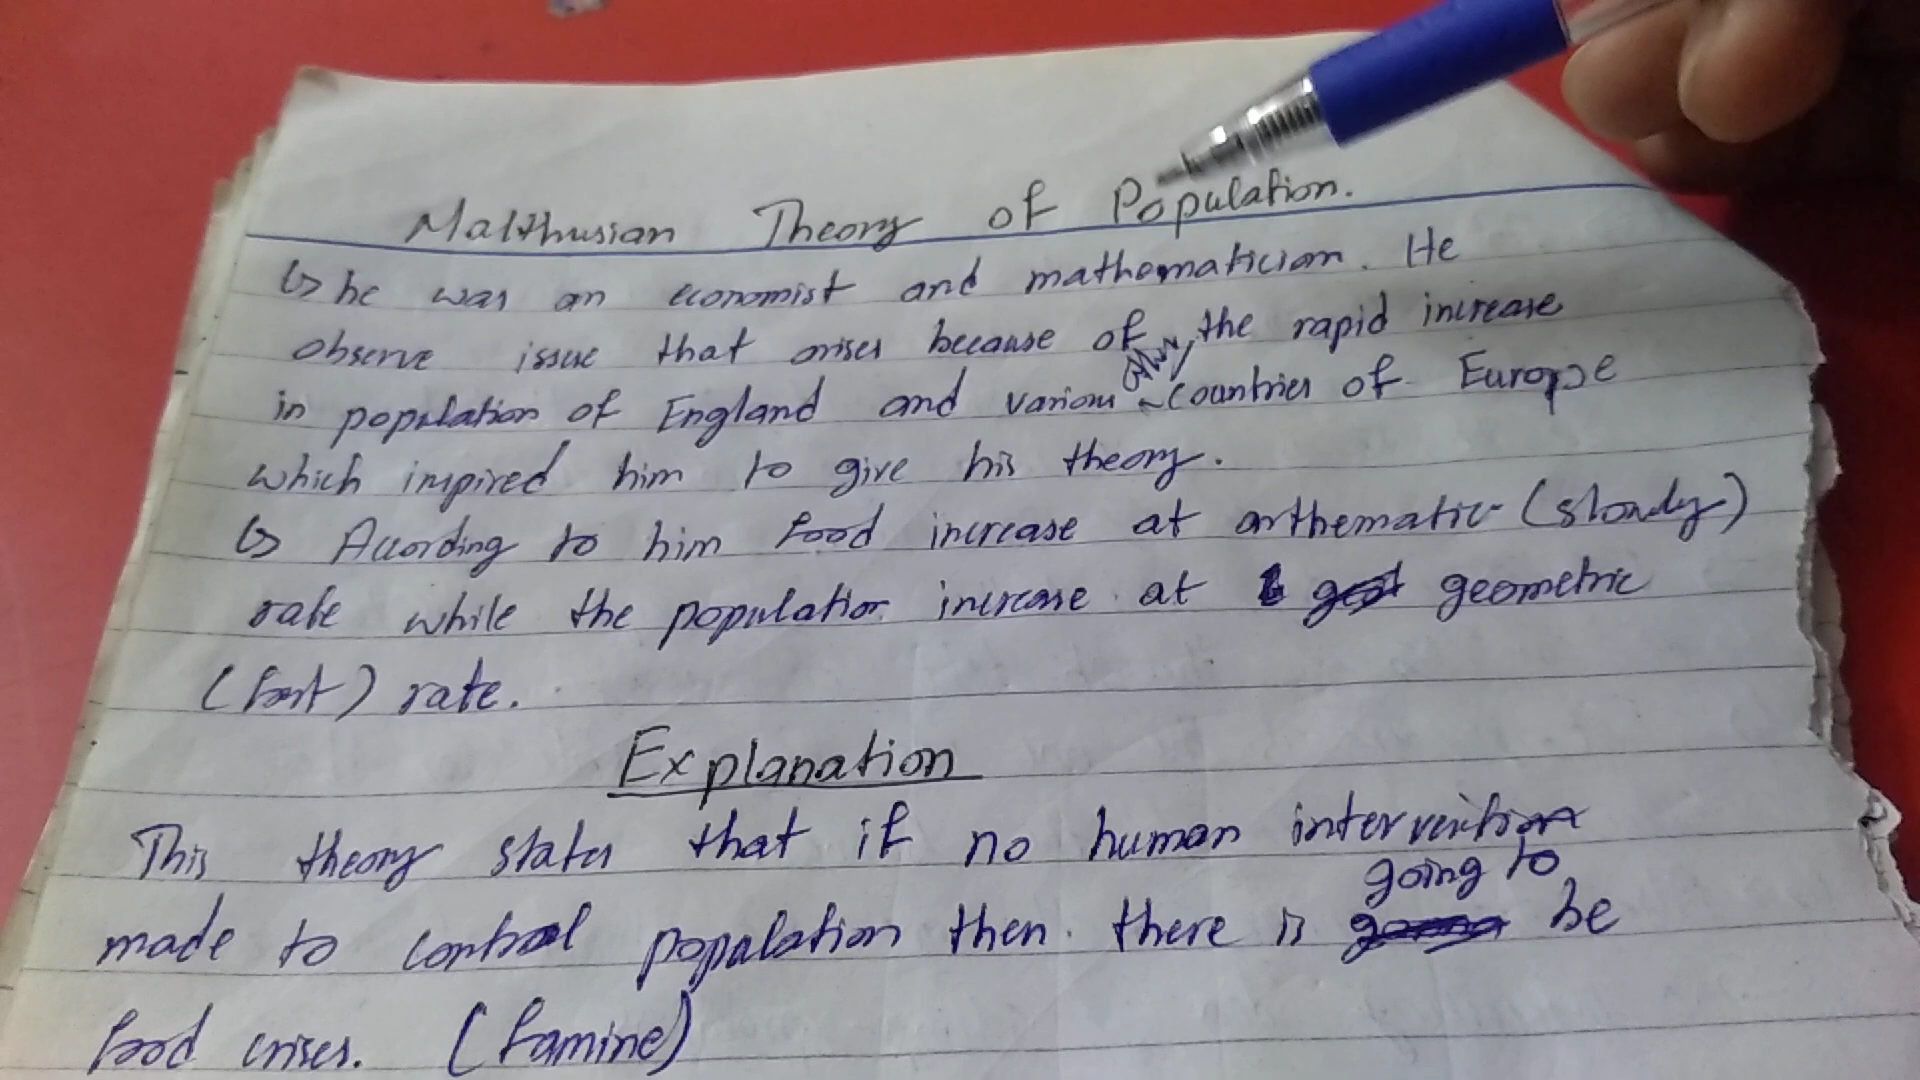 Malthusian Theory of Population.
↳ he was an economist and mathematician. He
observe issue that arises because of the rapid increase
in population of England and various other countries of Europe
which inspired him to give his theory.
↳ According to him food increase at arthematic (slowly)
rate while the population increase at geometric
(fast) rate.
Explanation
This theory states that if no human intervention
made to control population then there is going to be
food crises. (famine)